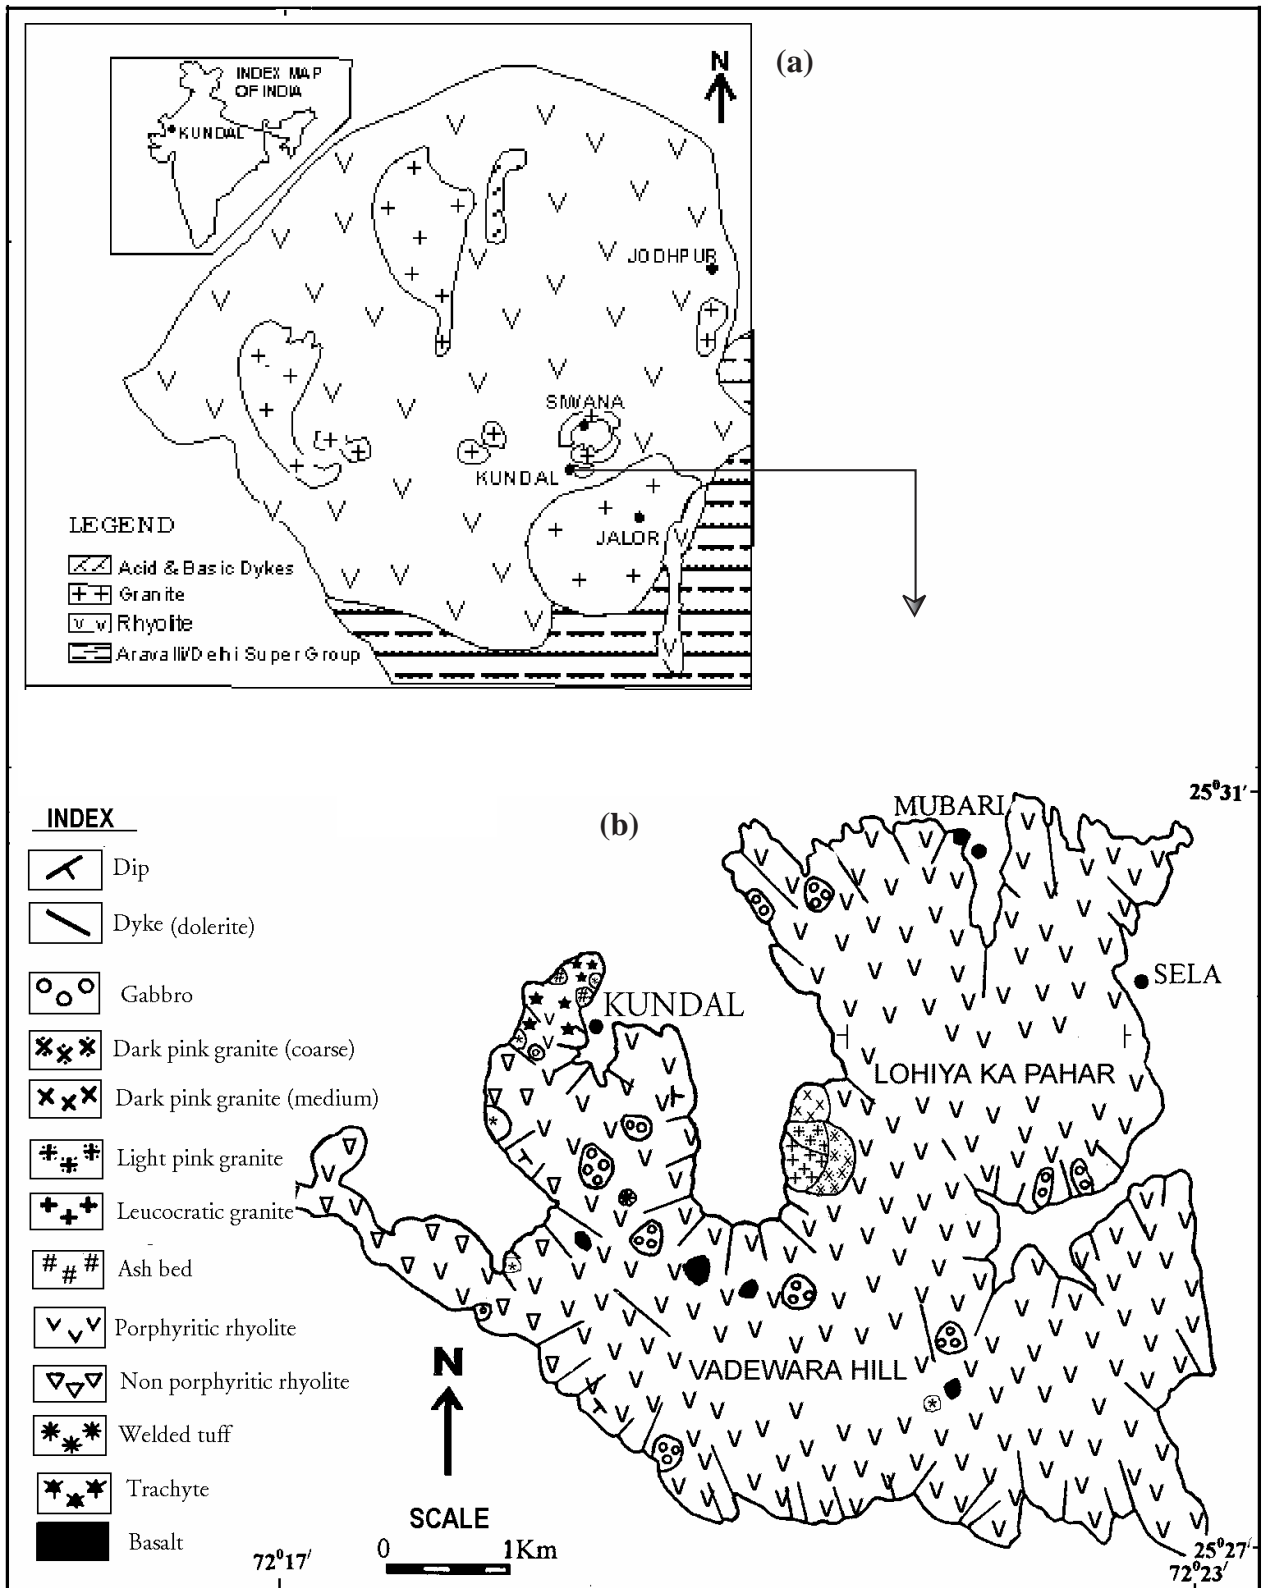 (a)
N
INDEX MAP
OF INDIA
KUNDAL
JODHPUR
SIWANA
KUNDAL
JALOR
LEGEND
Acid & Basic Dykes
Granite
Rhyolite
Aravalli/Delhi Super Group
(b)
25°31′
MUBARI
SELA
KUNDAL
LOHIYA KA PAHAR
VADEWARA HILL
INDEX
Dip
Dyke (dolerite)
Gabbro
Dark pink granite (coarse)
Dark pink granite (medium)
Light pink granite
Leucocratic granite
Ash bed
Porphyritic rhyolite
Non porphyritic rhyolite
Welded tuff
Trachyte
Basalt
N
SCALE
0 1Km
72°17′
25°27′
72°23′